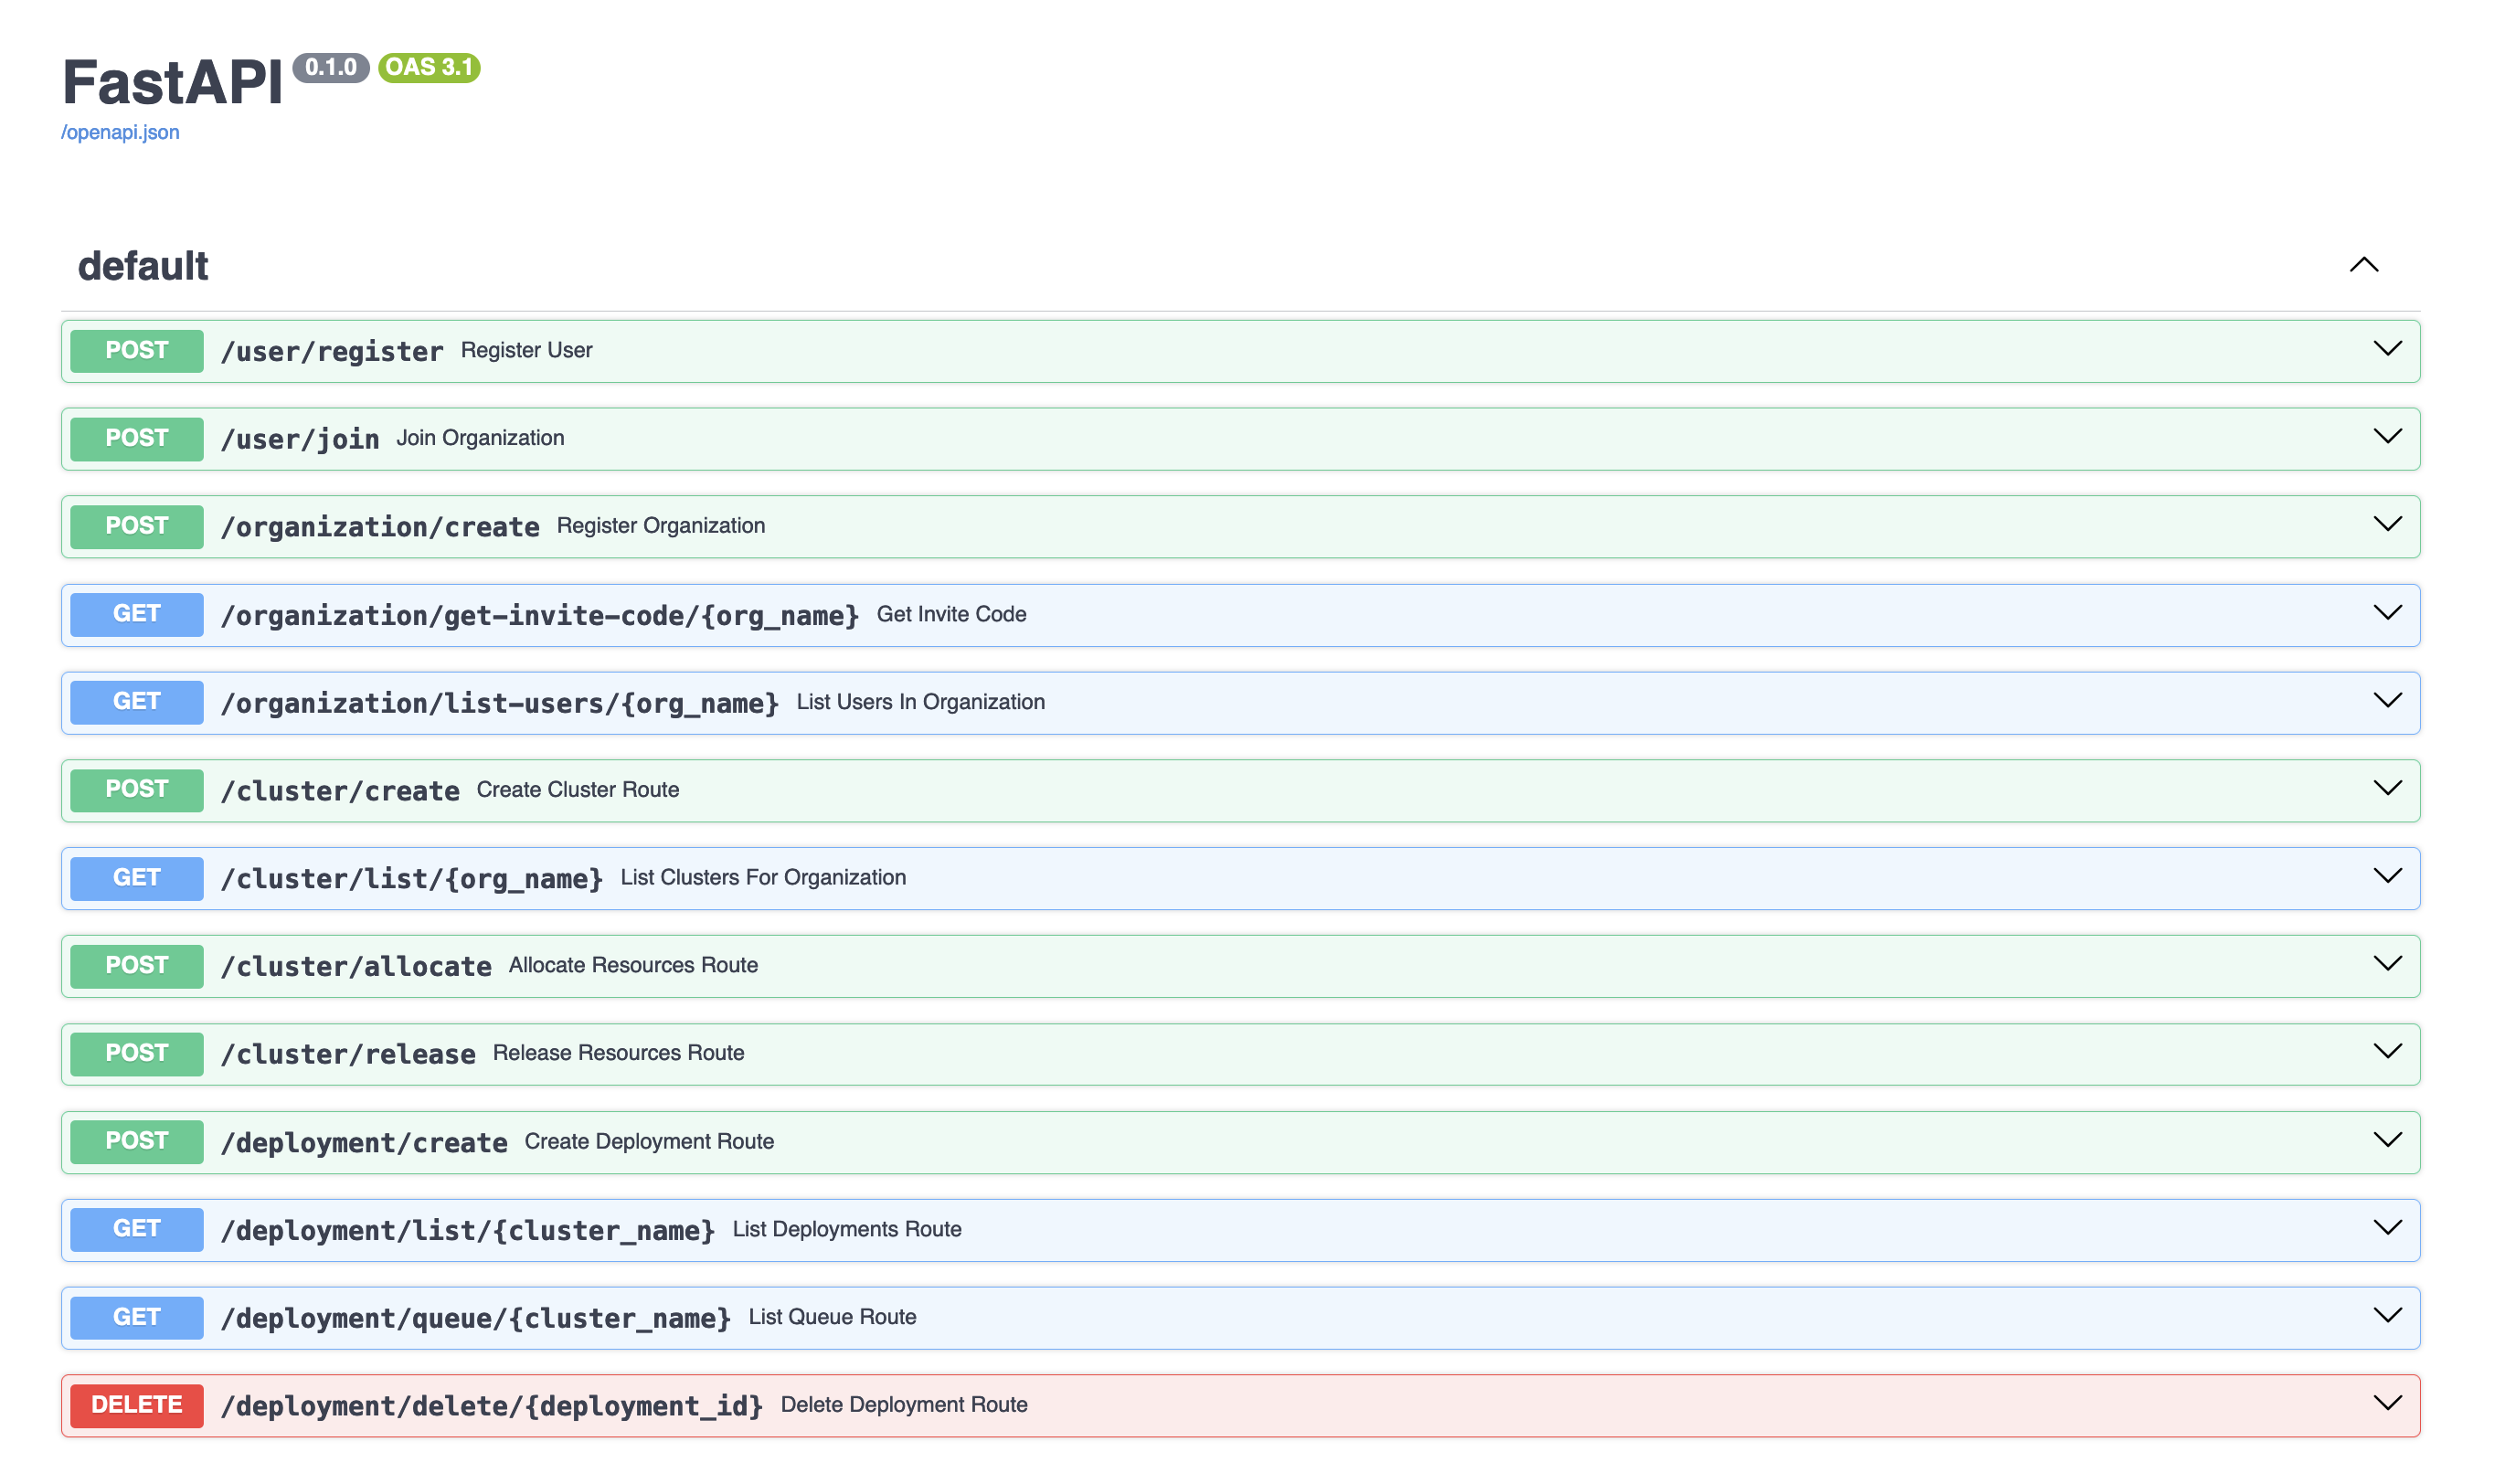 FastAPI 0.1.0 OAS 3.1
/openapi.json
default
POST /user/register Register User
POST /user/join Join Organization
POST /organization/create Register Organization
GET /organization/get-invite-code/{org_name} Get Invite Code
GET /organization/list-users/{org_name} List Users In Organization
POST /cluster/create Create Cluster Route
GET /cluster/list/{org_name} List Clusters For Organization
POST /cluster/allocate Allocate Resources Route
POST /cluster/release Release Resources Route
POST /deployment/create Create Deployment Route
GET /deployment/list/{cluster_name} List Deployments Route
GET /deployment/queue/{cluster_name} List Queue Route
DELETE /deployment/delete/{deployment_id} Delete Deployment Route